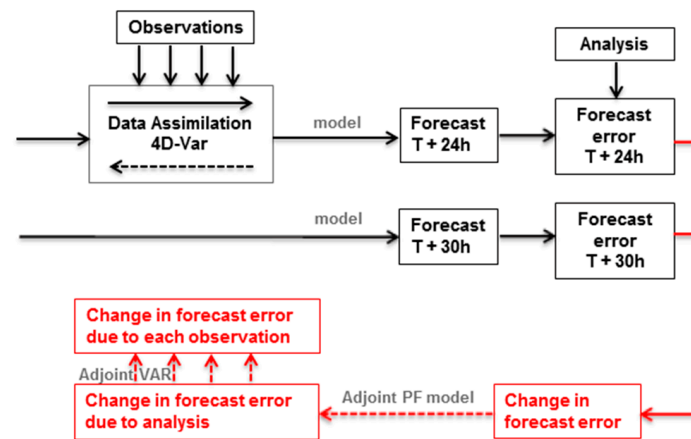 Observations
Analysis
Data Assimilation
4D-Var
model
Forecast
T + 24h
Forecast
error
T + 24h
model
Forecast
T + 30h
Forecast
error
T + 30h
Change in forecast error
due to each observation
Adjoint VAR
Change in forecast error
due to analysis
Adjoint PF model
Change in
forecast error